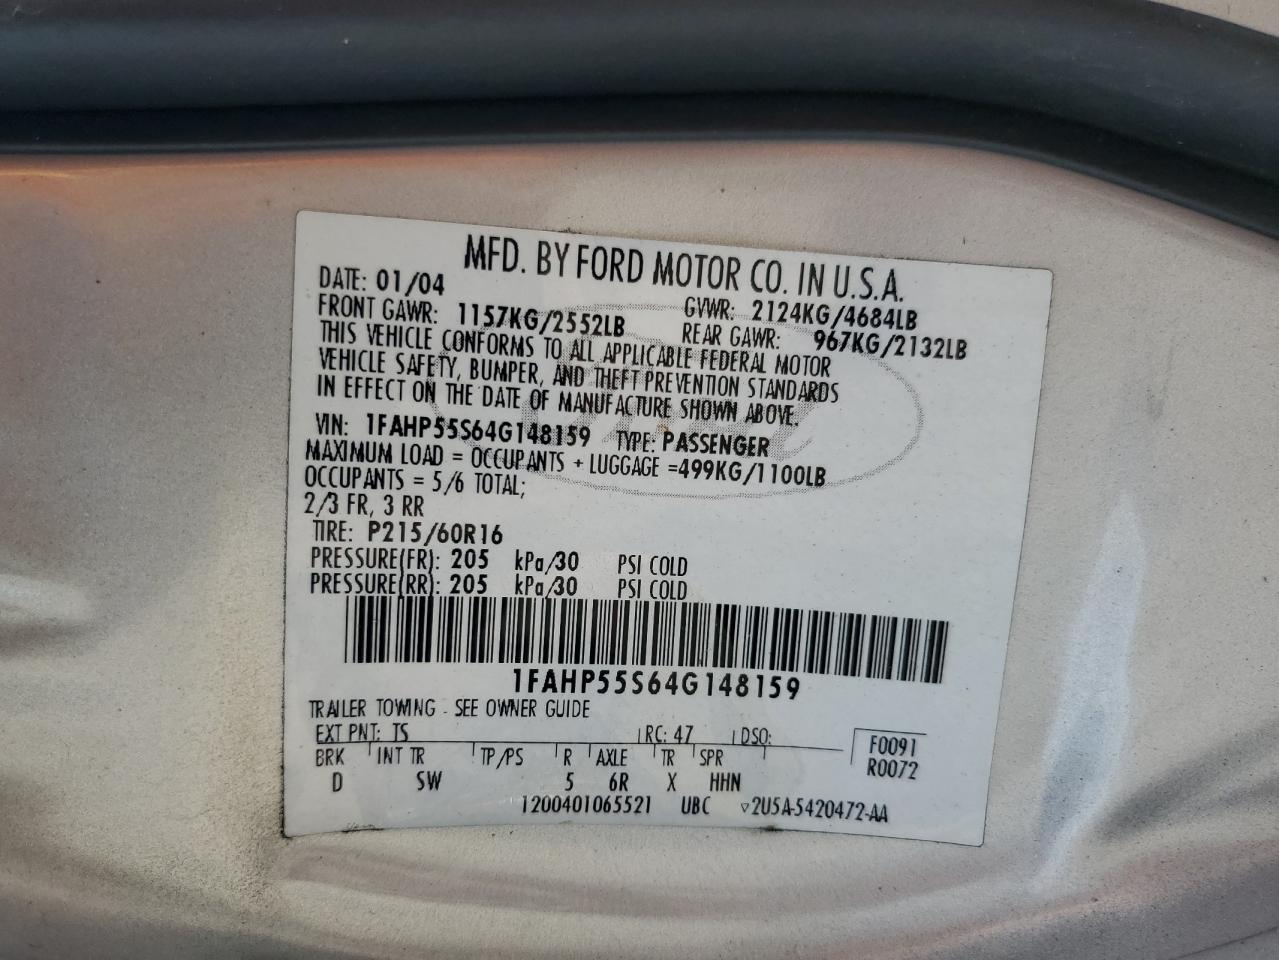 MFD. BY FORD MOTOR CO. IN U.S.A.
DATE: 01/04 GVWR: 2124KG/4684LB
FRONT GAWR: 1157KG/2552LB REAR GAWR: 967KG/2132LB
THIS VEHICLE CONFORMS TO ALL APPLICABLE FEDERAL MOTOR
VEHICLE SAFETY, BUMPER, AND THEFT PREVENTION STANDARDS
IN EFFECT ON THE DATE OF MANUFACTURE SHOWN ABOVE.
VIN: 1FAHP55S64G148159 TYPE: PASSENGER
MAXIMUM LOAD = OCCUPANTS + LUGGAGE =499KG/1100LB
OCCUPANTS = 5/6 TOTAL;
2/3 FR, 3 RR
TIRE: P215/60R16
PRESSURE(FR): 205 kPa/30 PSI COLD
PRESSURE(RR): 205 kPa/30 PSI COLD
1FAHP55S64G148159
TRAILER TOWING - SEE OWNER GUIDE
EXT PNT: TS RC: 47 DSO: F0091
BRK INT TR TP/PS R AXLE TR SPR R0072
D SW 5 6R X HHN
1200401065521 UBC ▽2U5A-5420472-AA